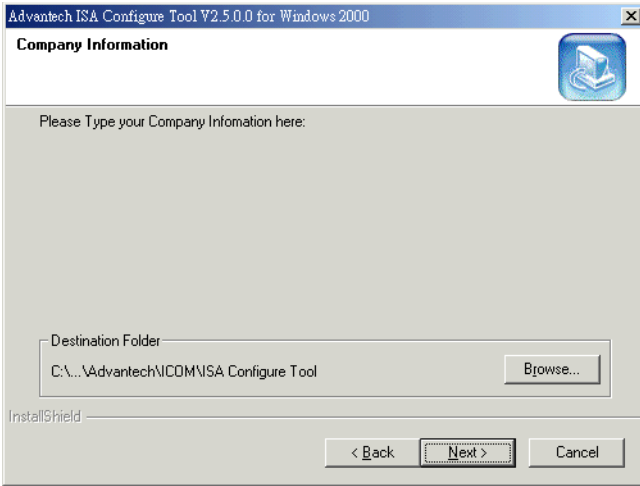 Advantech ISA Configure Tool V2.5.0.0 for Windows 2000
Company Information
Please Type your Company Infomation here:
Destination Folder
C:\...\Advantech\ICOM\ISA Configure Tool
Browse...
InstallShield
< Back
Next >
Cancel